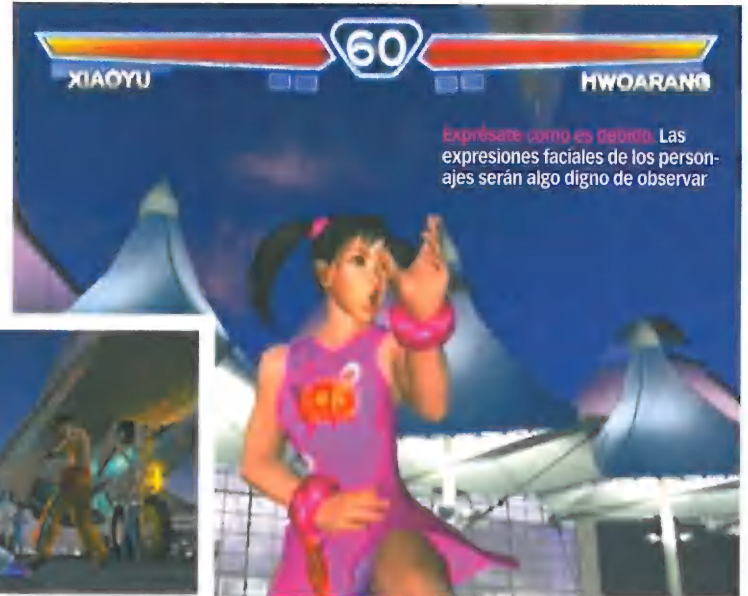 60
XIAOYU
HWOARANG
Exprésate como es debido. Las
expresiones faciales de los person-
ajes serán algo digno de observar